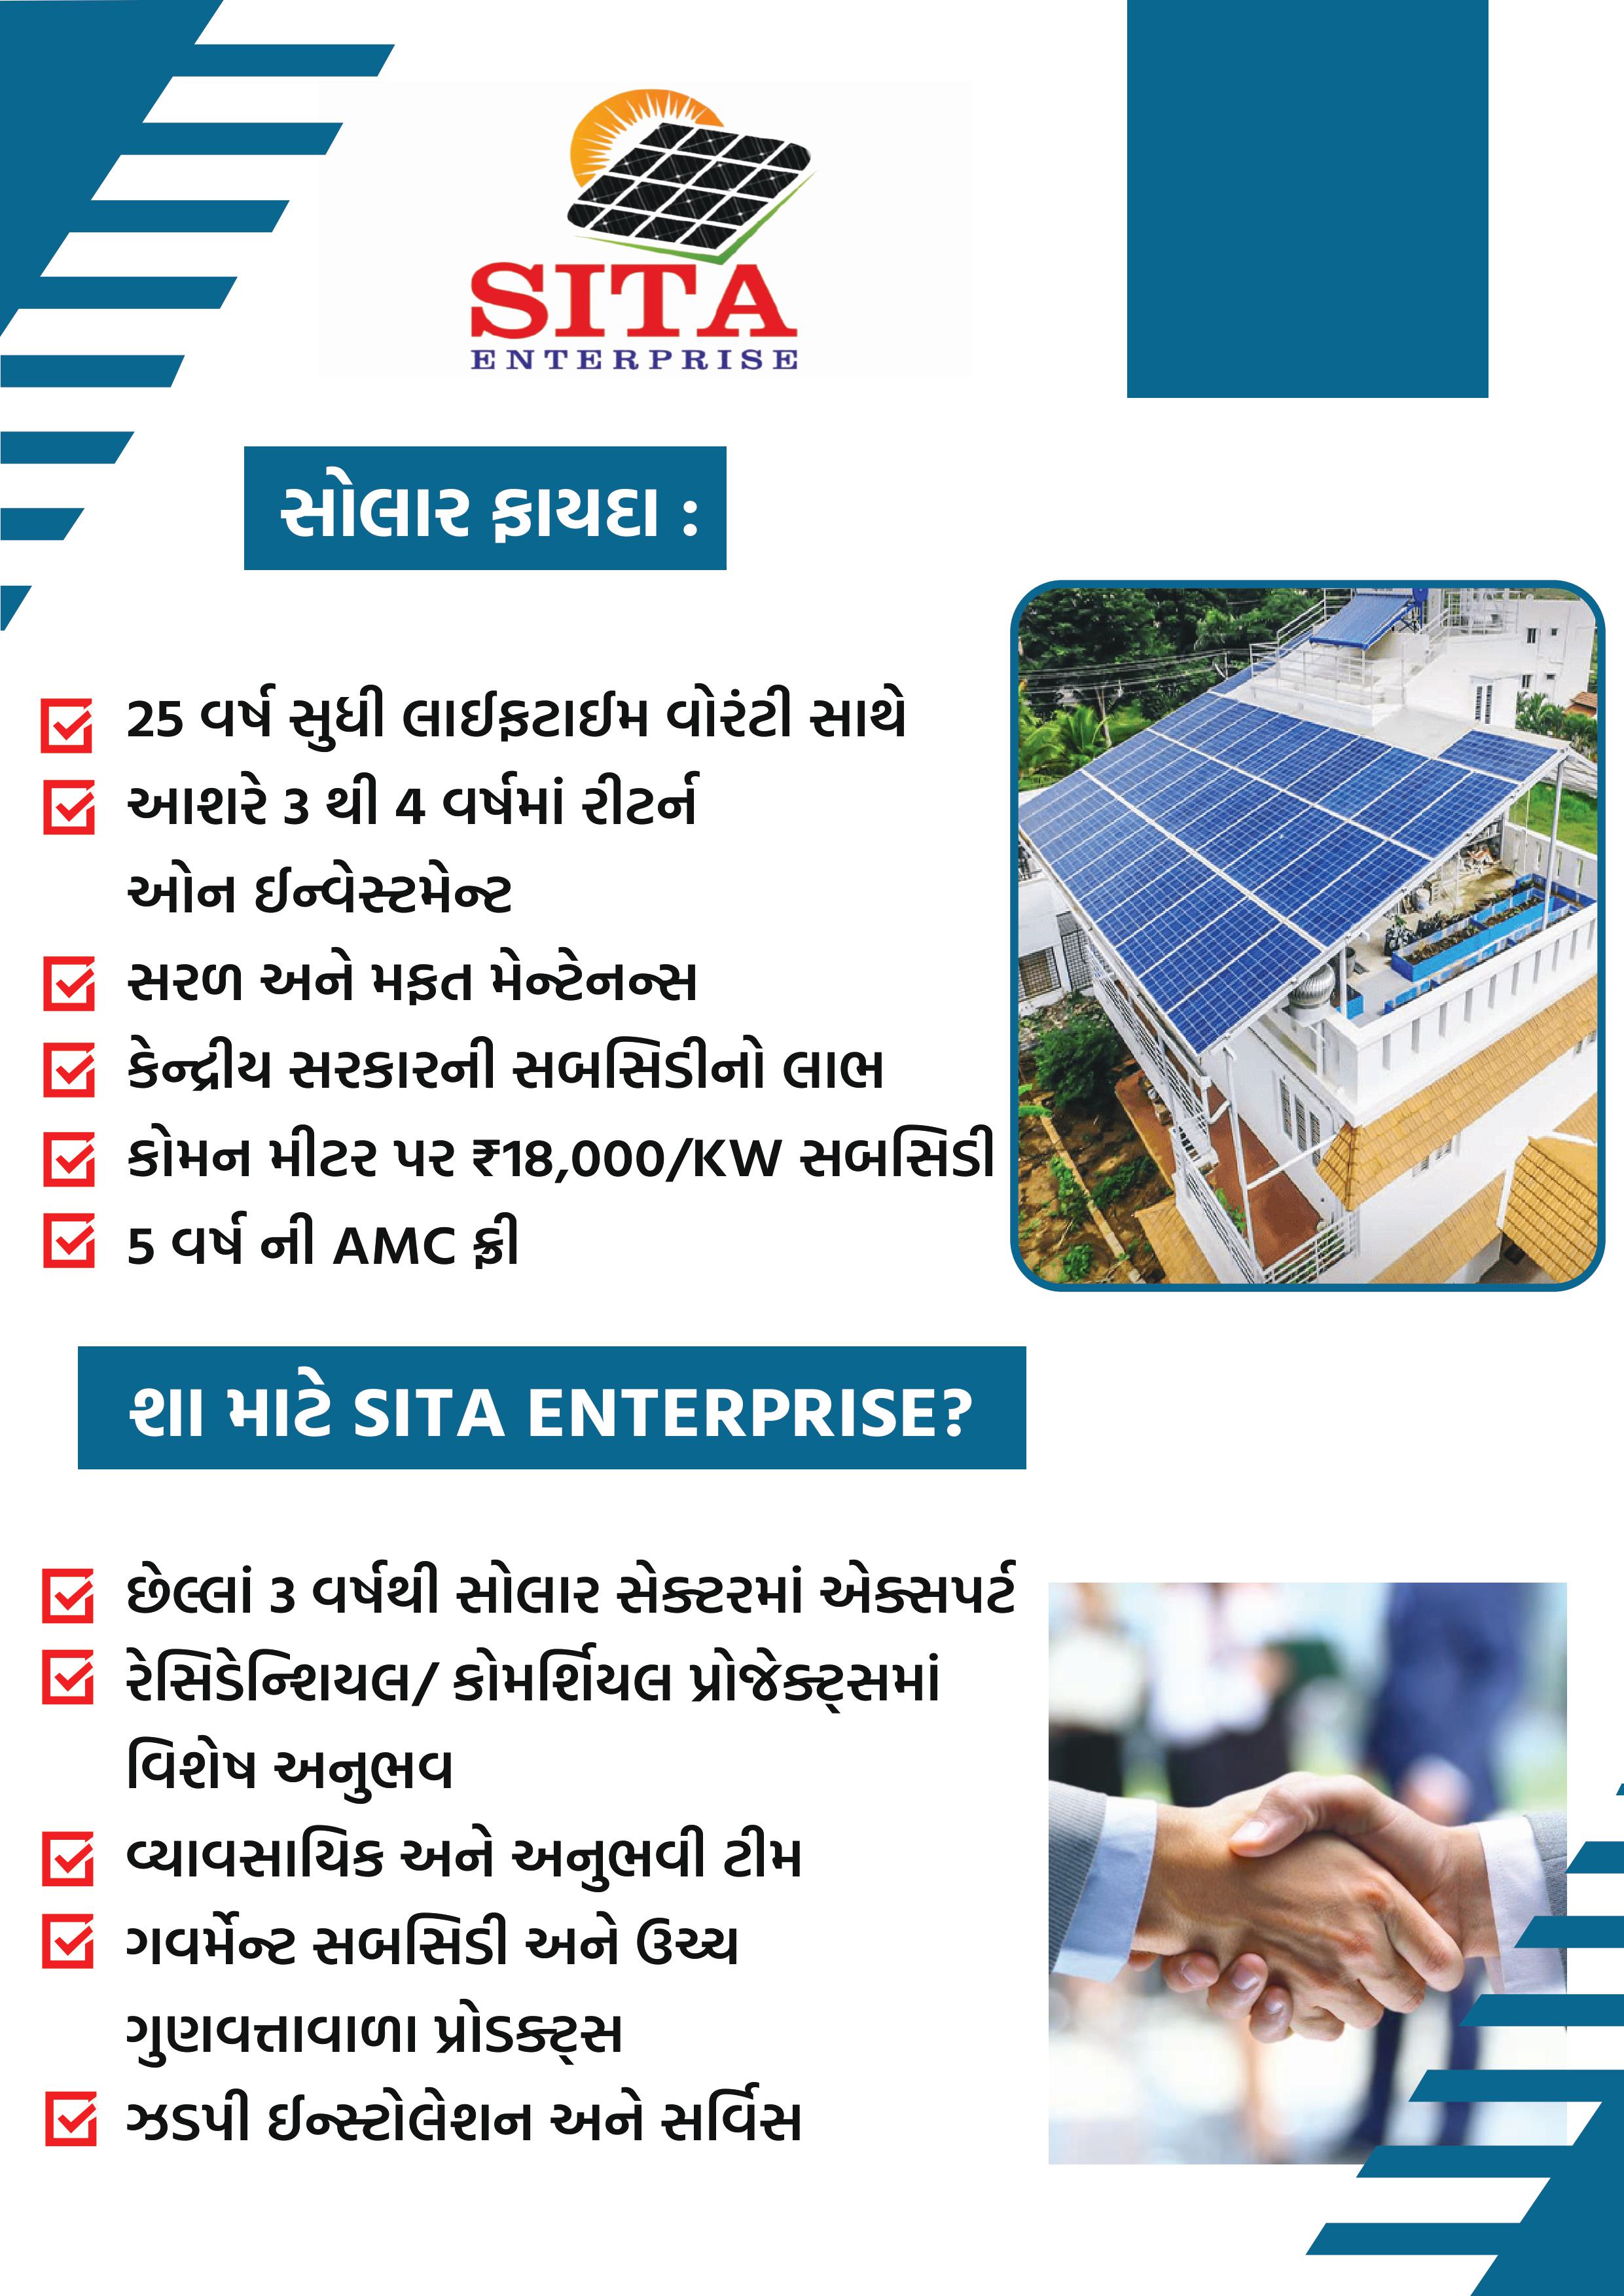 SITA
ENTERPRISE
સોલાર ફાયદા :
25 વર્ષ સુધી લાઈફટાઈમ વોરંટી સાથે
આશરે 3 થી 4 વર્ષમાં રીટર્ન
ઓન ઈન્વેસ્ટમેન્ટ
સરળ અને મફત મેન્ટેનન્સ
કેન્દ્રીય સરકારની સબસિડીનો લાભ
કોમન મીટર પર ₹18,000/KW સબસિડી
5 વર્ષ ની AMC ફ્રી
શા માટે SITA ENTERPRISE?
છેલ્લાં 3 વર્ષથી સોલાર સેક્ટરમાં એક્સપર્ટ
રેસિડેન્શિયલ/ કોમર્શિયલ પ્રોજેક્ટ્સમાં
વિશેષ અનુભવ
વ્યાવસાયિક અને અનુભવી ટીમ
ગવર્મેન્ટ સબસિડી અને ઉચ્ચ
ગુણવત્તાવાળા પ્રોડક્ટ્સ
ઝડપી ઈન્સ્ટોલેશન અને સર્વિસ